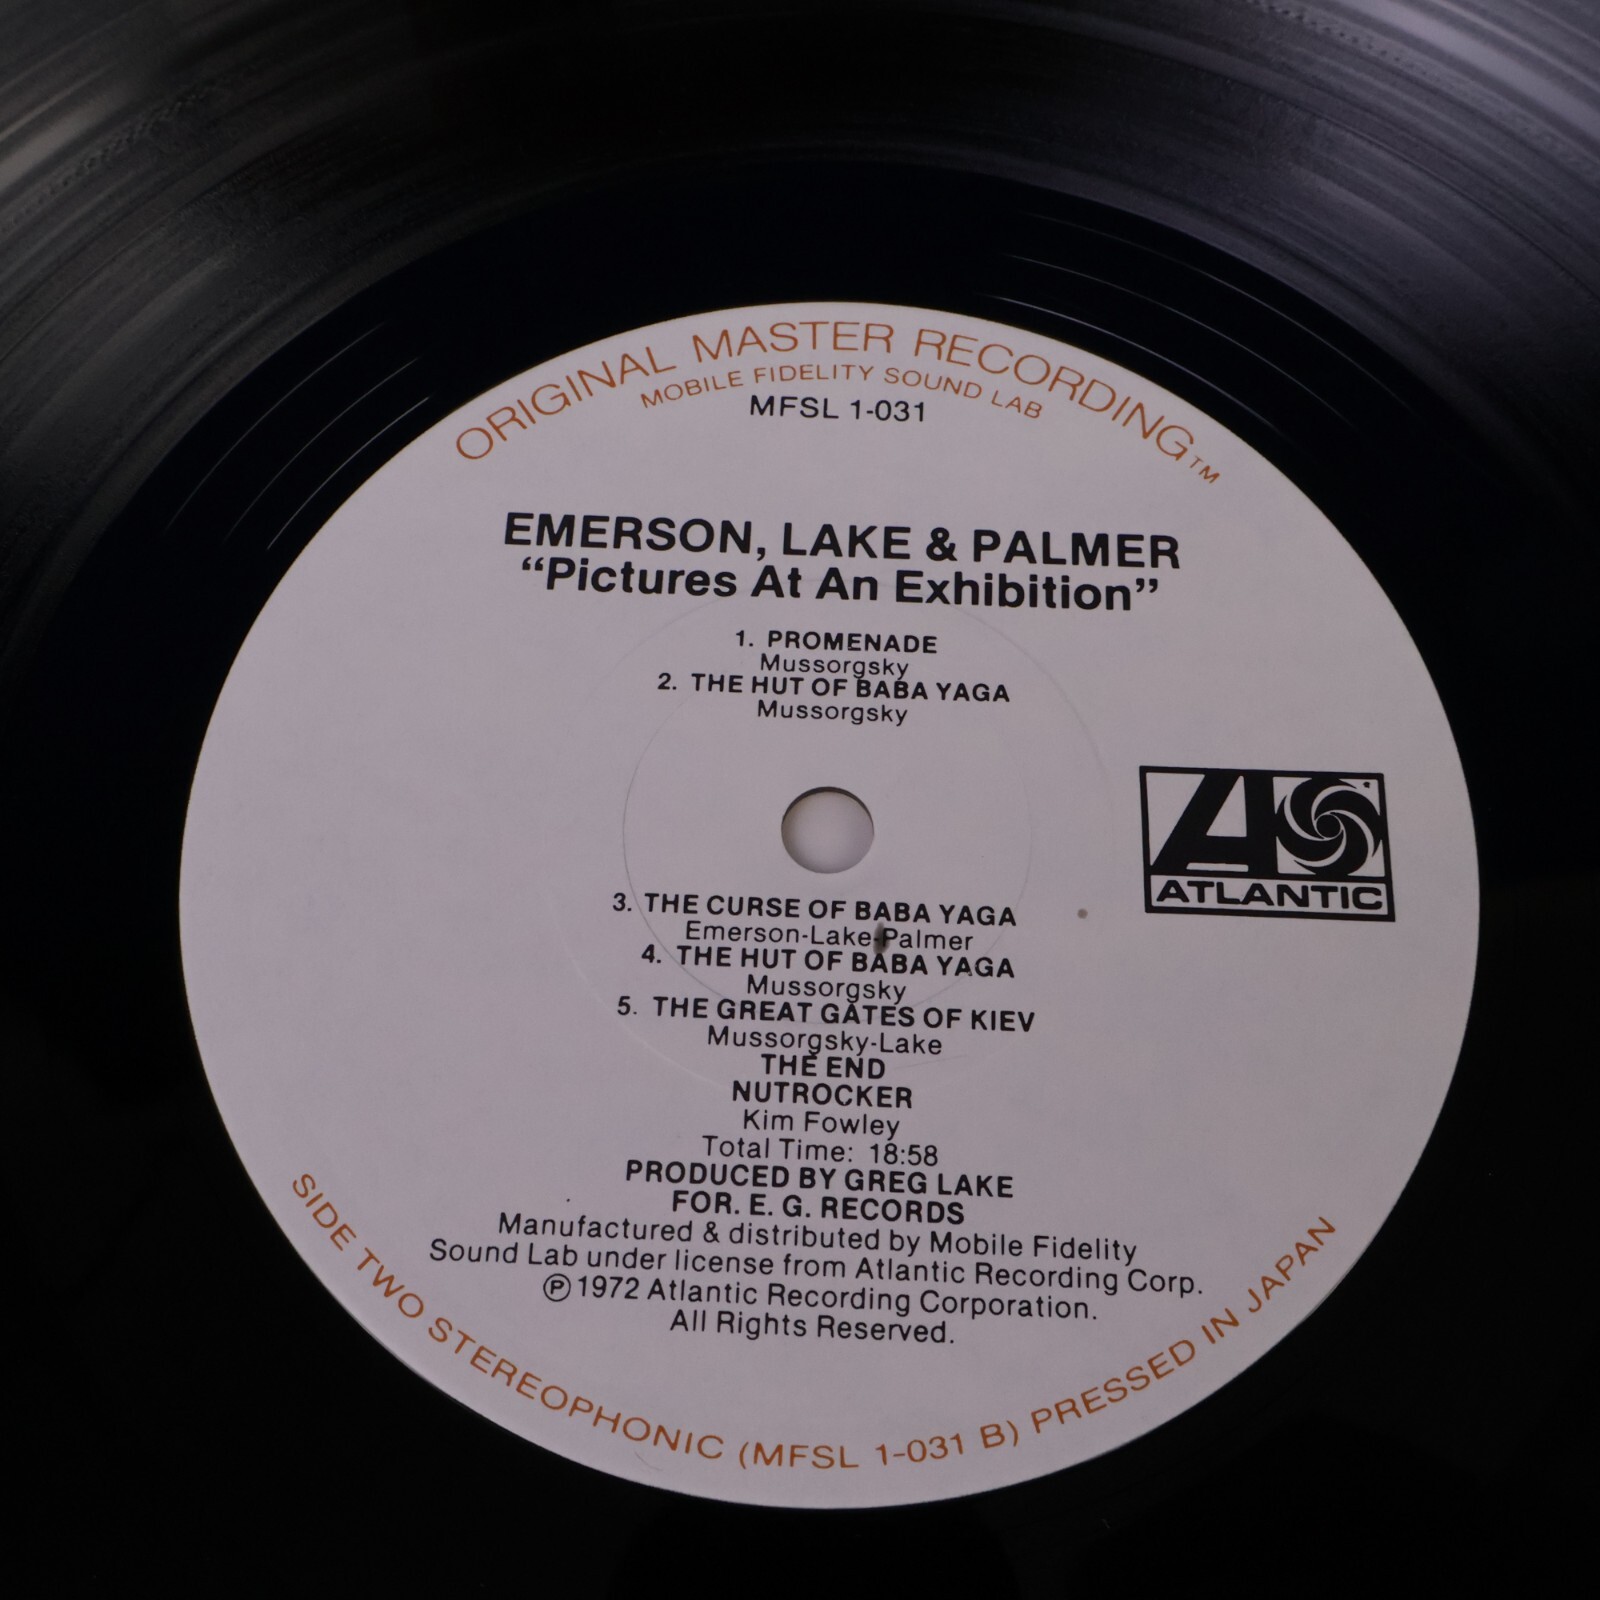 ORIGINAL MASTER RECORDING™
MOBILE FIDELITY SOUND LAB
MFSL 1-031
EMERSON, LAKE & PALMER
“Pictures At An Exhibition”
1. PROMENADE
Mussorgsky
2. THE HUT OF BABA YAGA
Mussorgsky
ATLANTIC
3. THE CURSE OF BABA YAGA
Emerson-Lake-Palmer
4. THE HUT OF BABA YAGA
Mussorgsky
5. THE GREAT GATES OF KIEV
Mussorgsky-Lake
THE END
NUTROCKER
Kim Fowley
Total Time: 18:58
PRODUCED BY GREG LAKE
FOR. E. G. RECORDS
Manufactured & distributed by Mobile Fidelity
Sound Lab under license from Atlantic Recording Corp.
℗ 1972 Atlantic Recording Corporation.
All Rights Reserved.
SIDE TWO STEREOPHONIC (MFSL 1-031 B) PRESSED IN JAPAN